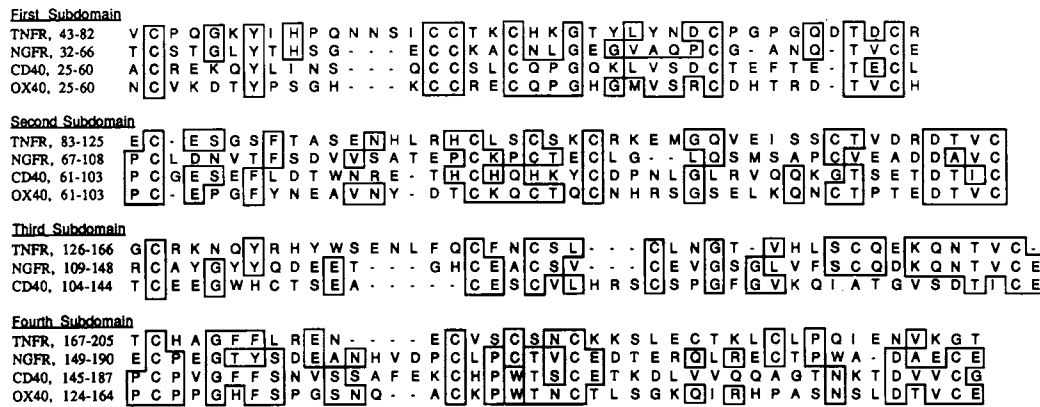 First Subdomain
TNFR, 43-82 V C P Q G K Y I H P Q N N S I C C T K C H K G T Y L Y N D C P G P G Q D T D C R
NGFR, 32-66 T C S T G L Y T H S G - - - E C C K A C N L G E G V A Q P C G - A N Q - T V C E
CD40, 25-60 A C R E K Q Y L I N S - - - Q C C S L C Q P G Q K L V S D C T E F T E - T E C L
OX40, 25-60 N C V K D T Y P S G H - - - K C C R E C Q P G H G M V S R C D H T R D - T V C H
Second Subdomain
TNFR, 83-125 E C - E S G S F T A S E N H L R H C L S C S K C R K E M G Q V E I S S C T V D R D T V C
NGFR, 67-108 P C L D N V T F S D V V S A T E P C K P C T E C L G - - L Q S M S A P C V E A D D A V C
CD40, 61-103 P C G E S E F L D T W N R E - T H C H Q H K Y C D P N L G L R V Q Q K G T S E T D T I C
OX40, 61-103 P C - E P G F Y N E A V N Y - D T C K Q C T Q C N H R S G S E L K Q N C T P T E D T V C
Third Subdomain
TNFR, 126-166 G C R K N Q Y R H Y W S E N L F Q C F N C S L - - - C L N G T - V H L S C Q E K Q N T V C -
NGFR, 109-148 R C A Y G Y Y Q D E E T - - - G H C E A C S V - - - C E V G S G L V F S C Q D K Q N T V C E
CD40, 104-144 T C E E G W H C T S E A - - - - C E S C V L H R S C S P G F G V K Q I A T G V S D T I C E
Fourth Subdomain
TNFR, 167-205 T C H A G F F L R E N - - - - E C V S C S N C K K S L E C T K L C L P Q I E N V K G T
NGFR, 149-190 E C P E G T Y S D E A N H V D P C L P C T V C E D T E R Q L R E C T P W A - D A E C E
CD40, 145-187 P C P V G F F S N V S S A F E K C H P W T S C E T K D L V V Q Q A G T N K T D V V C G
OX40, 124-164 P C P P G H F S P G S N Q - - A C K P W T N C T L S G K Q I R H P A S N S L D T V C E